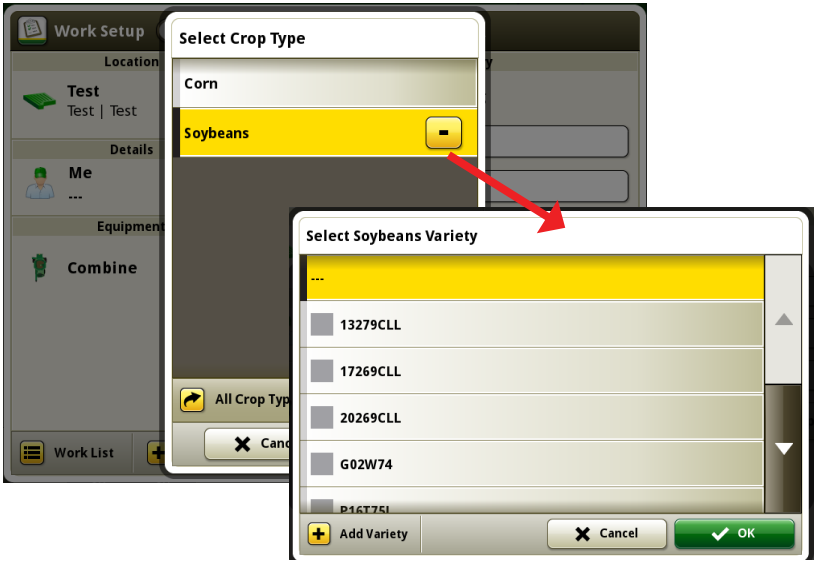 Work Setup
Location
Test
Test | Test
Details
Me
---
Equipment
Combine
Work List
Select Crop Type
Corn
Soybeans
All Crop Typ
Canc
Select Soybeans Variety
---
13279CLL
17269CLL
20269CLL
G02W74
P16T75L
Add Variety
Cancel
OK